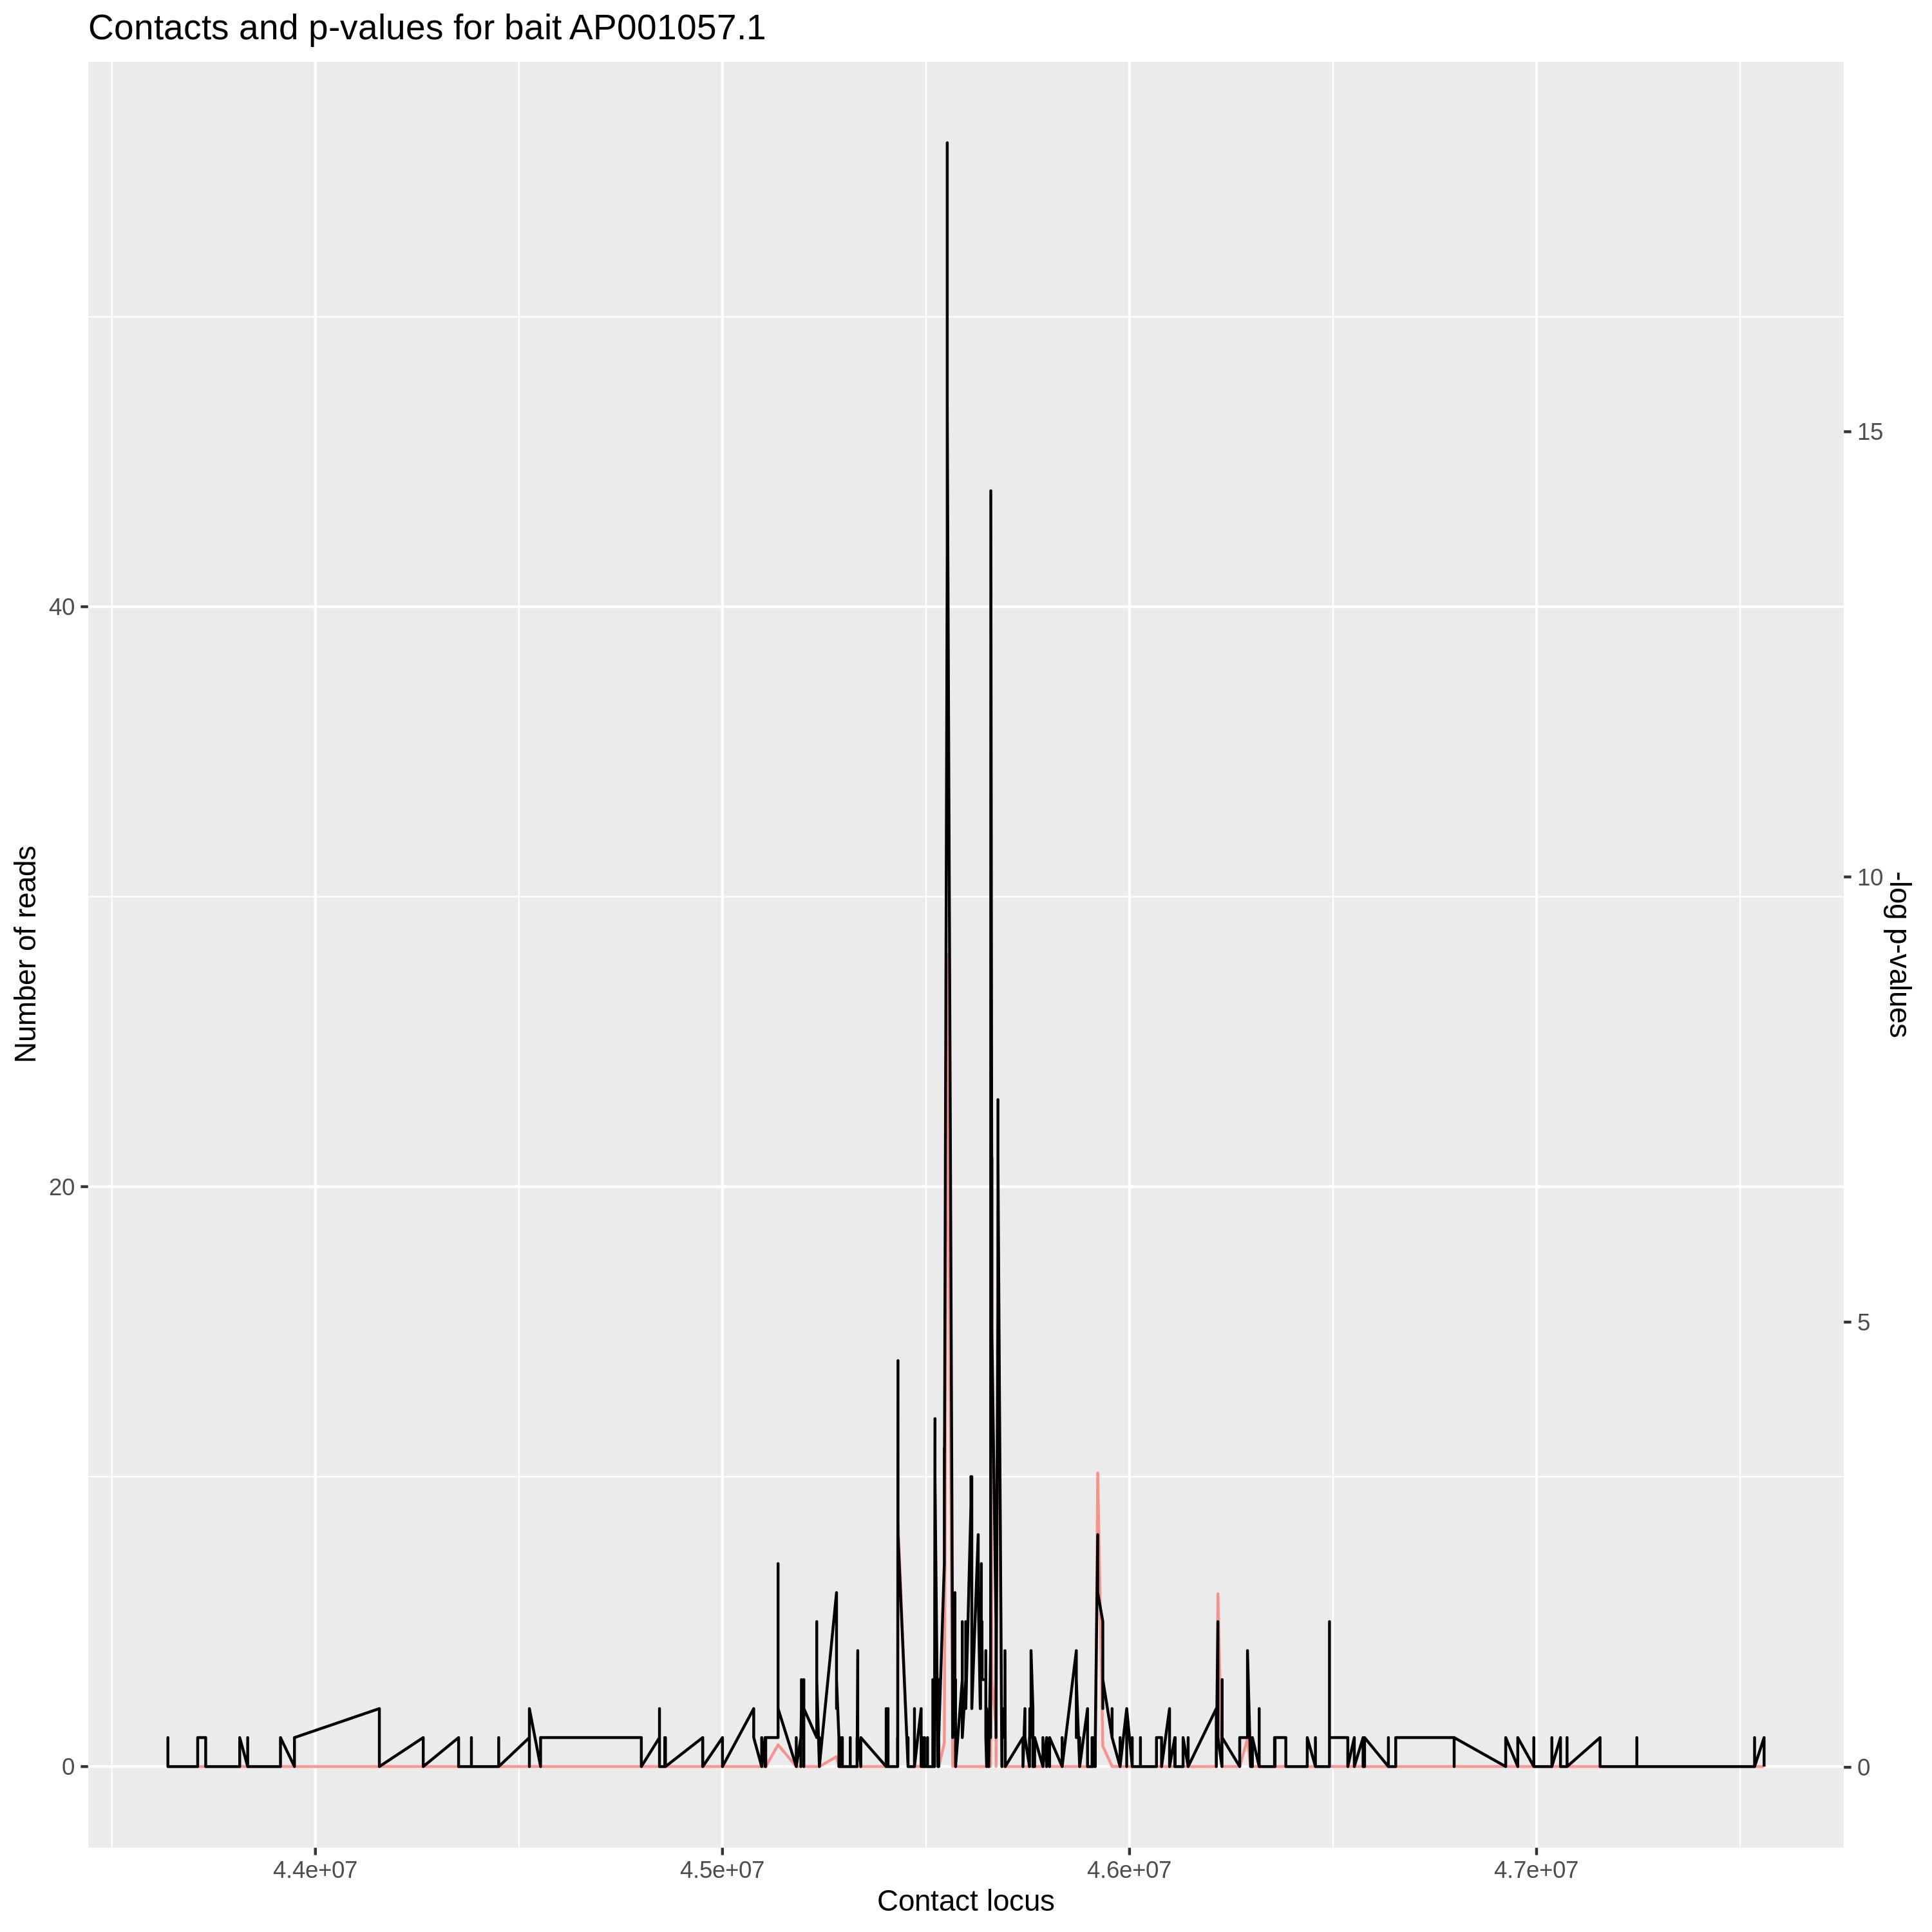 Contacts and p-values for bait AP001057.1
Number of reads
40
20
0
15
10
5
0
-log p-values
4.4e+07
4.5e+07
4.6e+07
4.7e+07
Contact locus